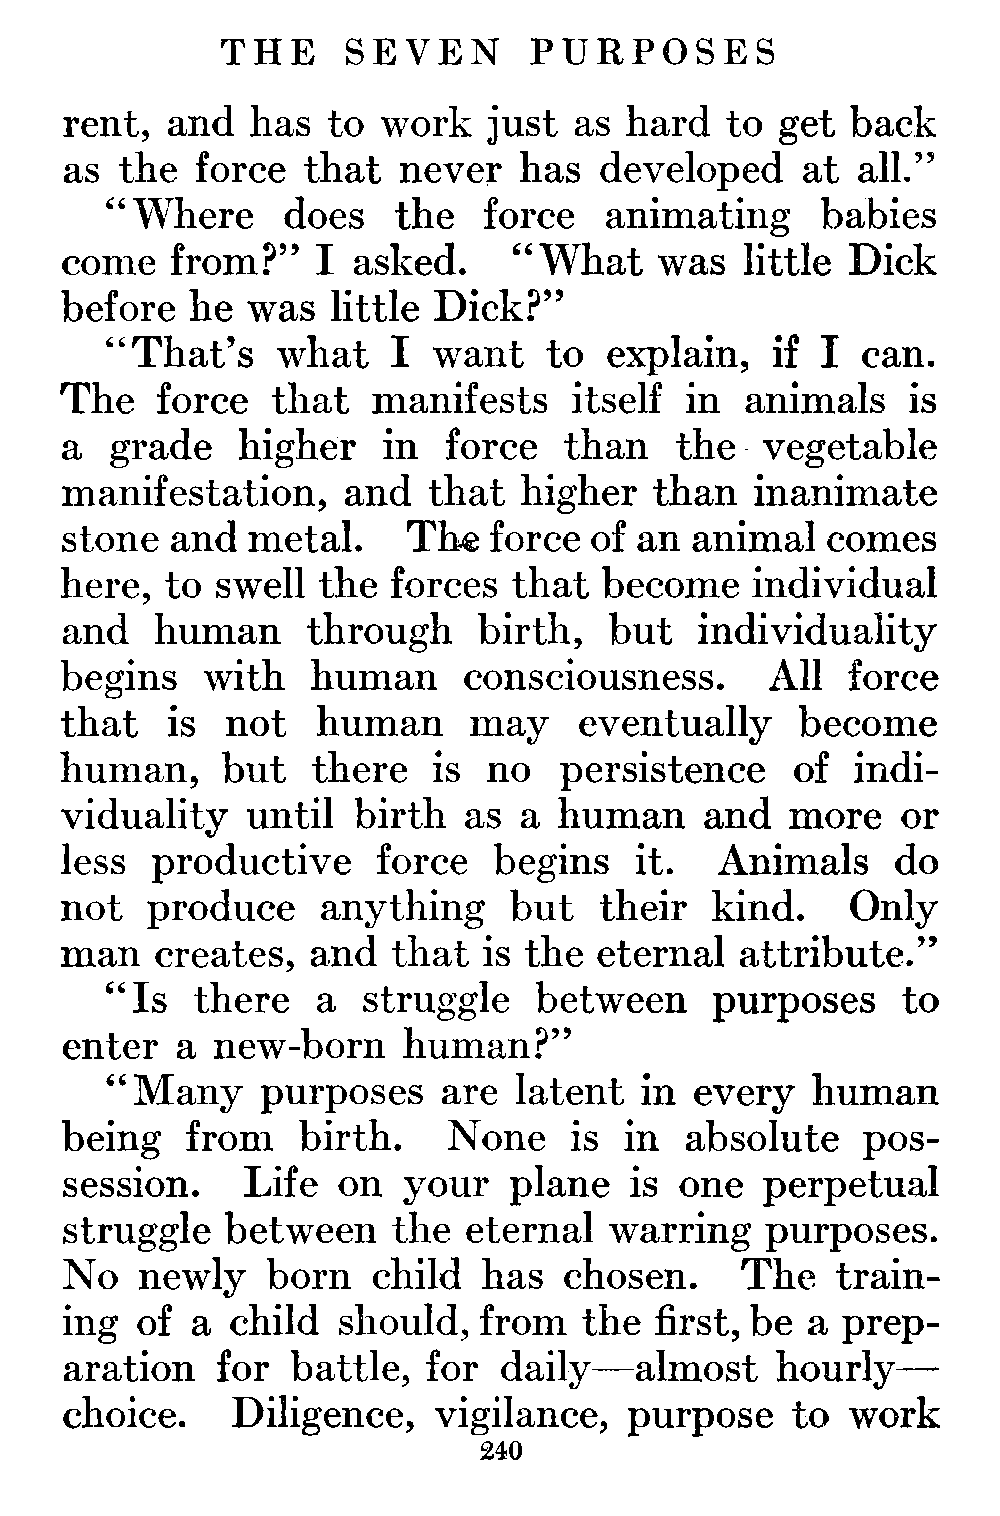 THE SEVEN PURPOSES
rent, and has to work just as hard to get back
as the force that never has developed at all.”
“Where does the force animating babies
come from?” I asked. “What was little Dick
before he was little Dick?”
“That’s what I want to explain, if I can.
The force that manifests itself in animals is
a grade higher in force than the vegetable
manifestation, and that higher than inanimate
stone and metal. The force of an animal comes
here, to swell the forces that become individual
and human through birth, but individuality
begins with human consciousness. All force
that is not human may eventually become
human, but there is no persistence of indi-
viduality until birth as a human and more or
less productive force begins it. Animals do
not produce anything but their kind. Only
man creates, and that is the eternal attribute.”
“Is there a struggle between purposes to
enter a new-born human?”
“Many purposes are latent in every human
being from birth. None is in absolute pos-
session. Life on your plane is one perpetual
struggle between the eternal warring purposes.
No newly born child has chosen. The train-
ing of a child should, from the first, be a prep-
aration for battle, for daily—almost hourly—
choice. Diligence, vigilance, purpose to work
240